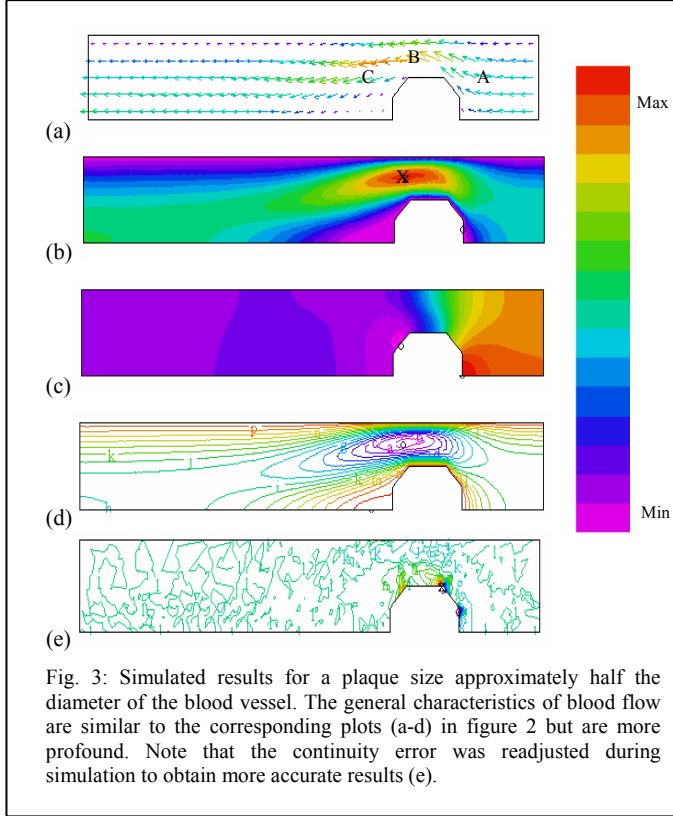 B
C
A
(a)
Max
X
(b)
(c)
(d)
(e)
Min
Fig. 3: Simulated results for a plaque size approximately half the
diameter of the blood vessel. The general characteristics of blood flow
are similar to the corresponding plots (a-d) in figure 2 but are more
profound. Note that the continuity error was readjusted during
simulation to obtain more accurate results (e).